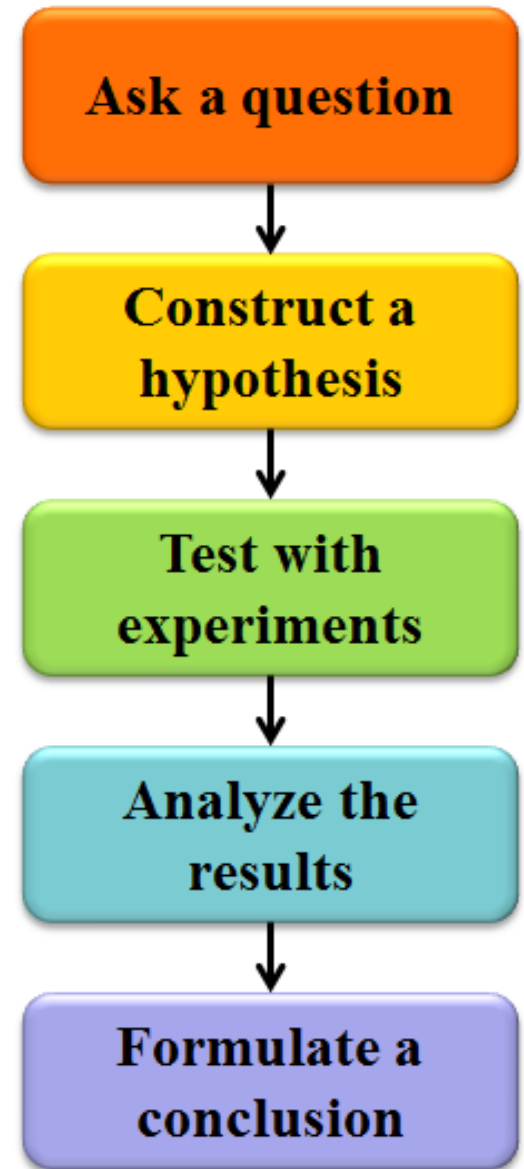 Ask a question
Construct a
hypothesis
Test with
experiments
Analyze the
results
Formulate a
conclusion